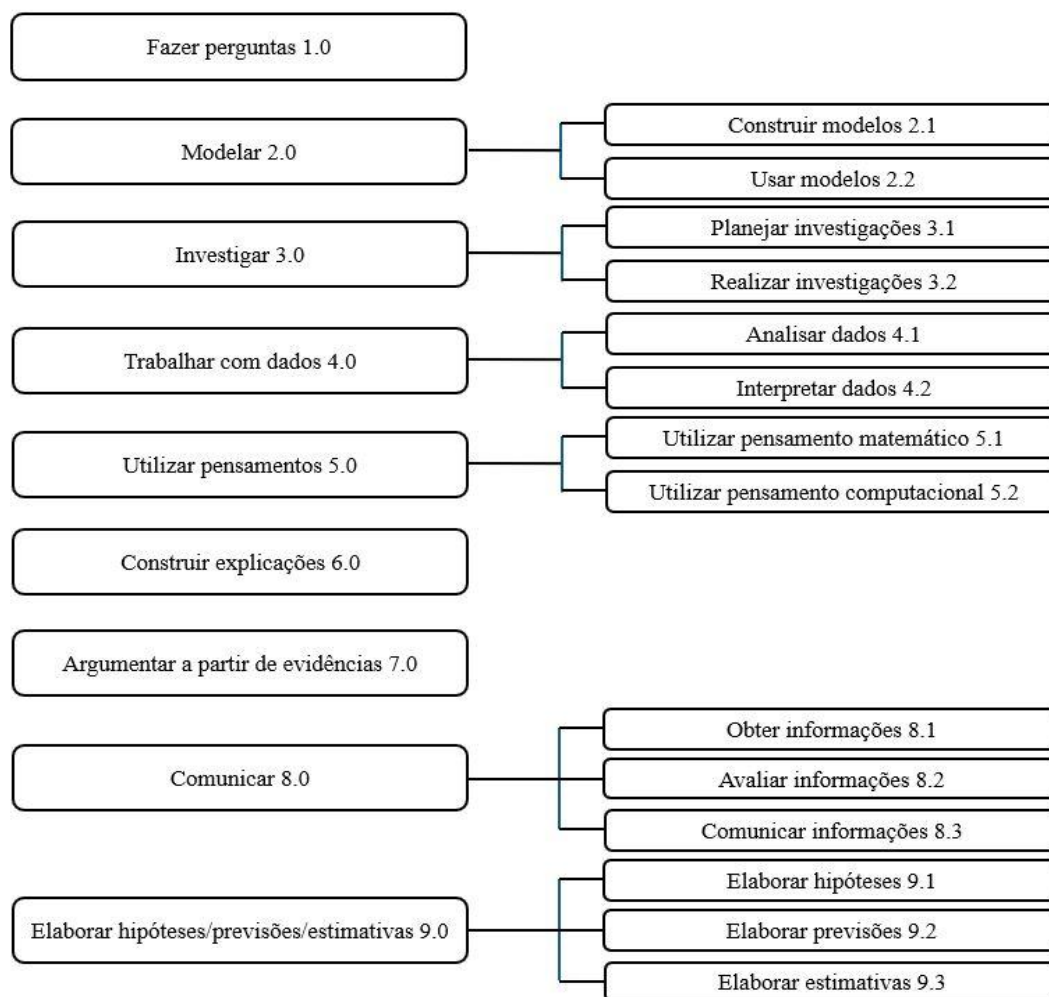 Fazer perguntas 1.0
Modelar 2.0
Construir modelos 2.1
Usar modelos 2.2
Investigar 3.0
Planejar investigações 3.1
Realizar investigações 3.2
Trabalhar com dados 4.0
Analisar dados 4.1
Interpretar dados 4.2
Utilizar pensamentos 5.0
Utilizar pensamento matemático 5.1
Utilizar pensamento computacional 5.2
Construir explicações 6.0
Argumentar a partir de evidências 7.0
Comunicar 8.0
Obter informações 8.1
Avaliar informações 8.2
Comunicar informações 8.3
Elaborar hipóteses/previsões/estimativas 9.0
Elaborar hipóteses 9.1
Elaborar previsões 9.2
Elaborar estimativas 9.3